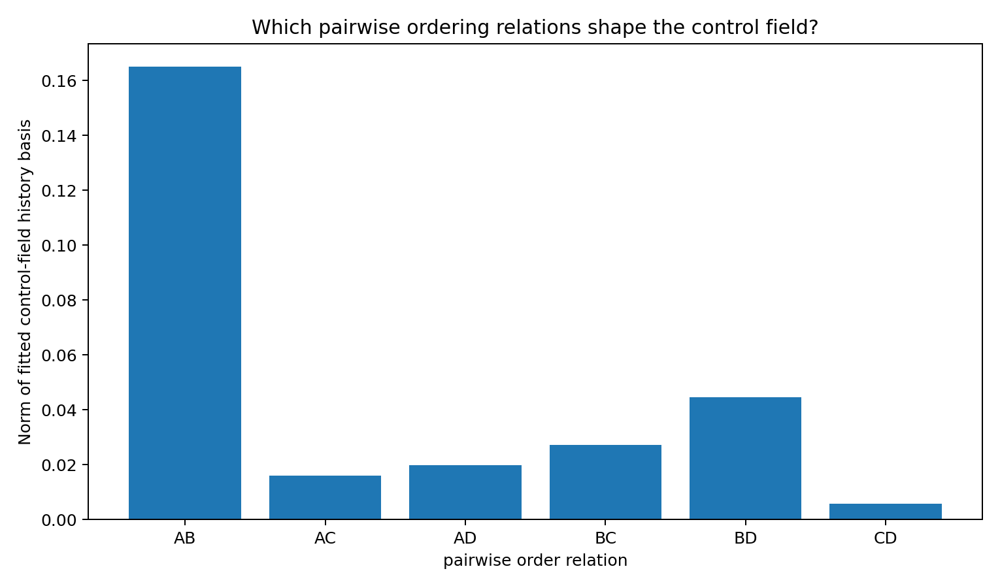 Which pairwise ordering relations shape the control field?
Norm of fitted control-field history basis
0.16
0.14
0.12
0.10
0.08
0.06
0.04
0.02
0.00
AB AC AD BC BD CD
pairwise order relation